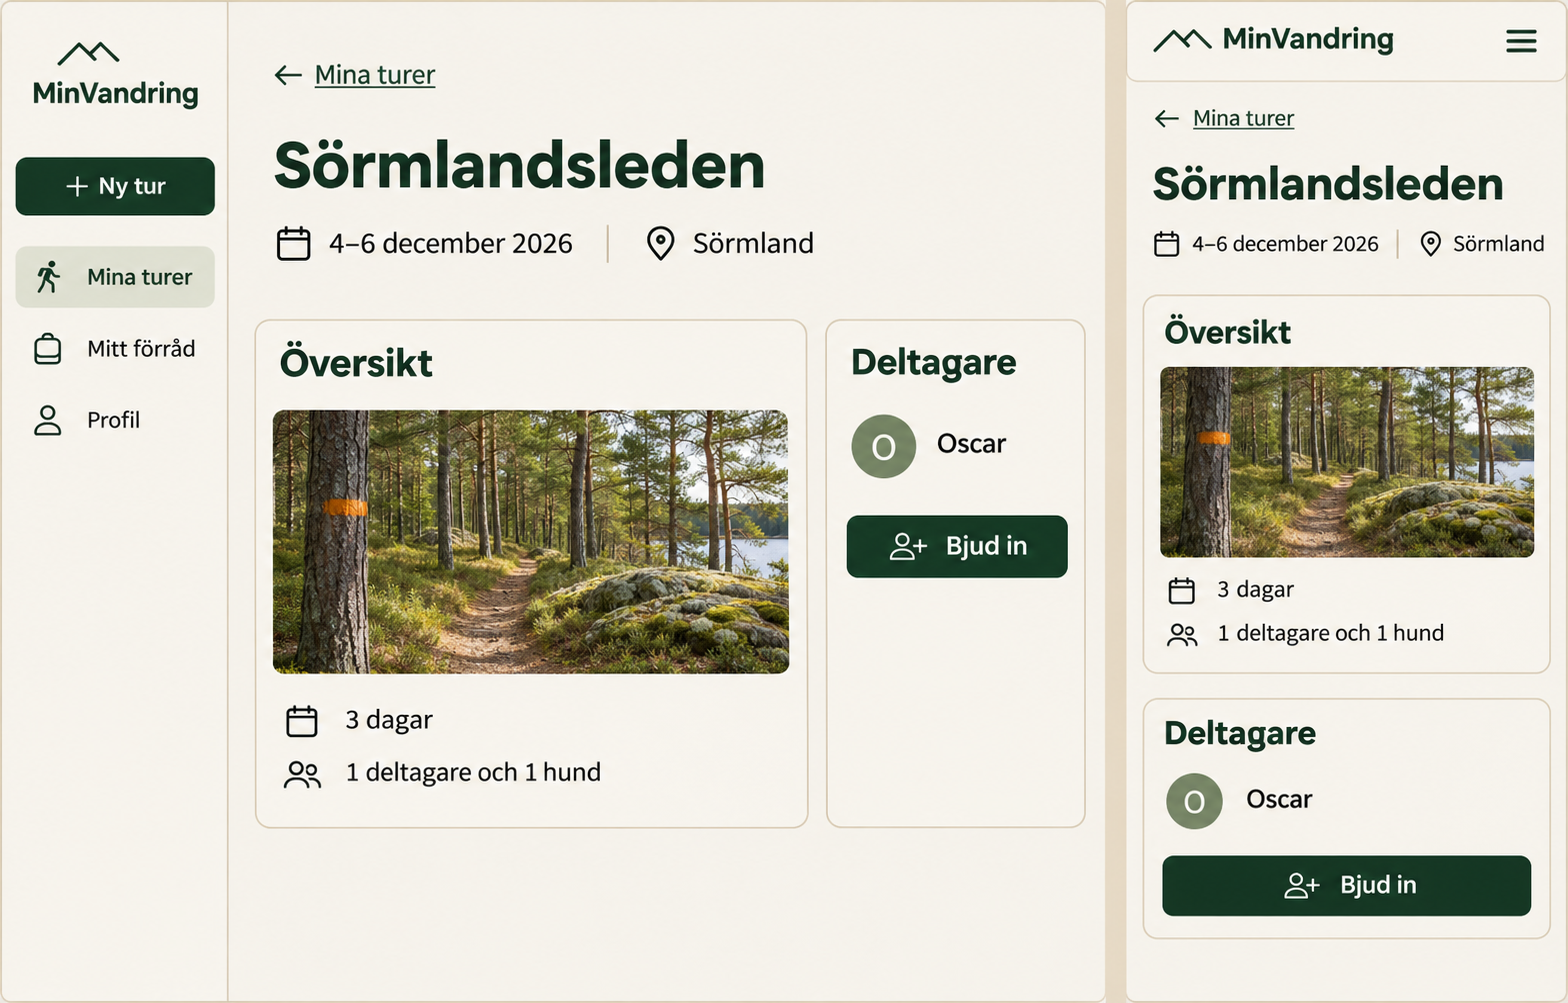 MinVandring
+ Ny tur
Mina turer
Mitt förråd
Profil
← Mina turer
Sörmlandsleden
4–6 december 2026 | Sörmland
Översikt
3 dagar
1 deltagare och 1 hund
Deltagare
O Oscar
Bjud in
MinVandring
← Mina turer
Sörmlandsleden
4–6 december 2026 | Sörmland
Översikt
3 dagar
1 deltagare och 1 hund
Deltagare
O Oscar
Bjud in